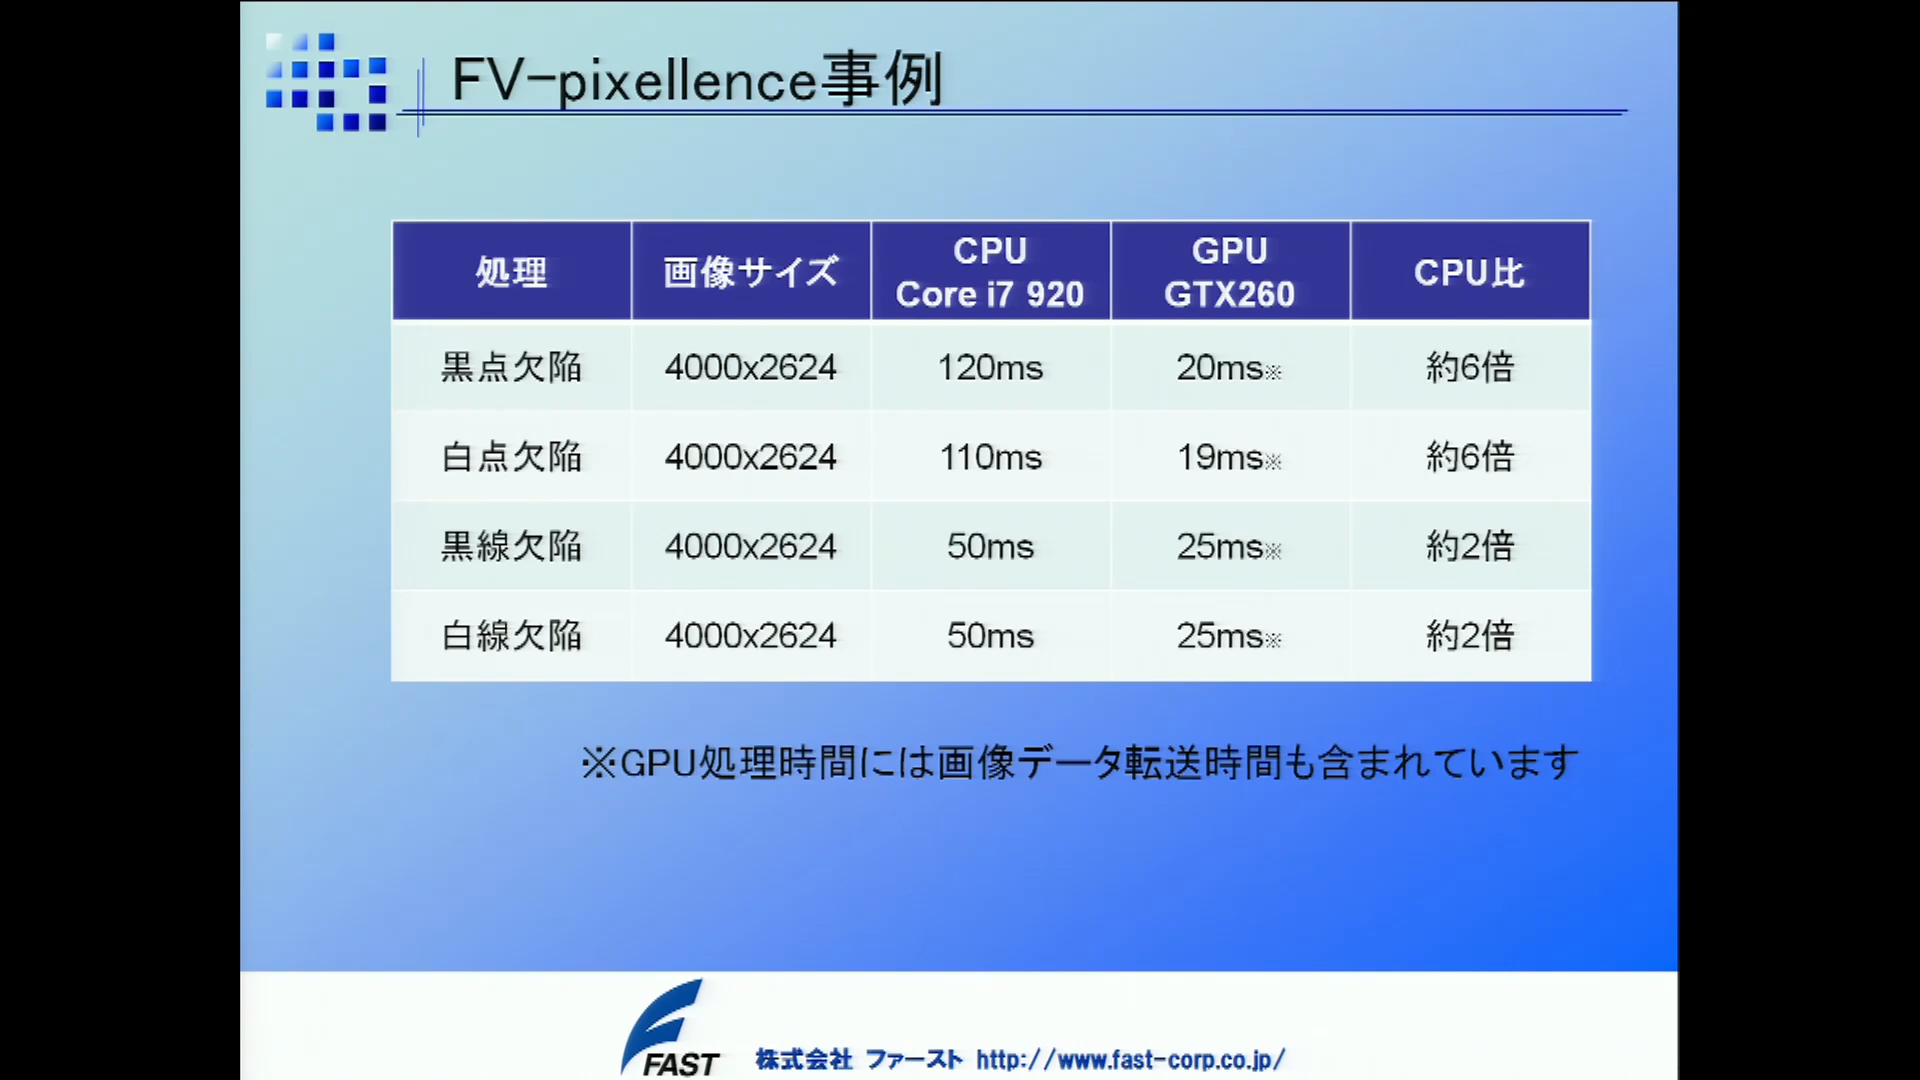 FV-pixellence事例
処理 画像サイズ CPU Core i7 920 GPU GTX260 CPU比
黒点欠陥 4000x2624 120ms 20ms※ 約6倍
白点欠陥 4000x2624 110ms 19ms※ 約6倍
黒線欠陥 4000x2624 50ms 25ms※ 約2倍
白線欠陥 4000x2624 50ms 25ms※ 約2倍
※GPU処理時間には画像データ転送時間も含まれています
FAST 株式会社 ファースト http://www.fast-corp.co.jp/